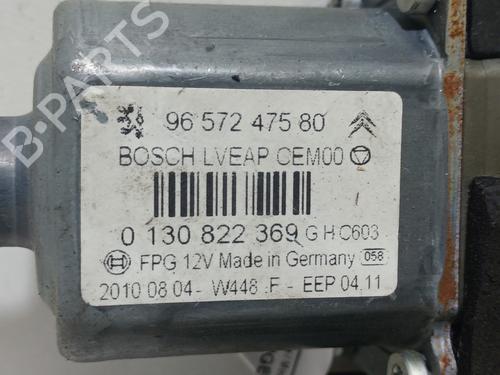 B-PARTS
96 572 475 80
BOSCH LVEAP CEM00
0 130 822 369 G H C603
FPG 12V Made in Germany 058
2010 08 04 - W448 .F - EEP 04.11